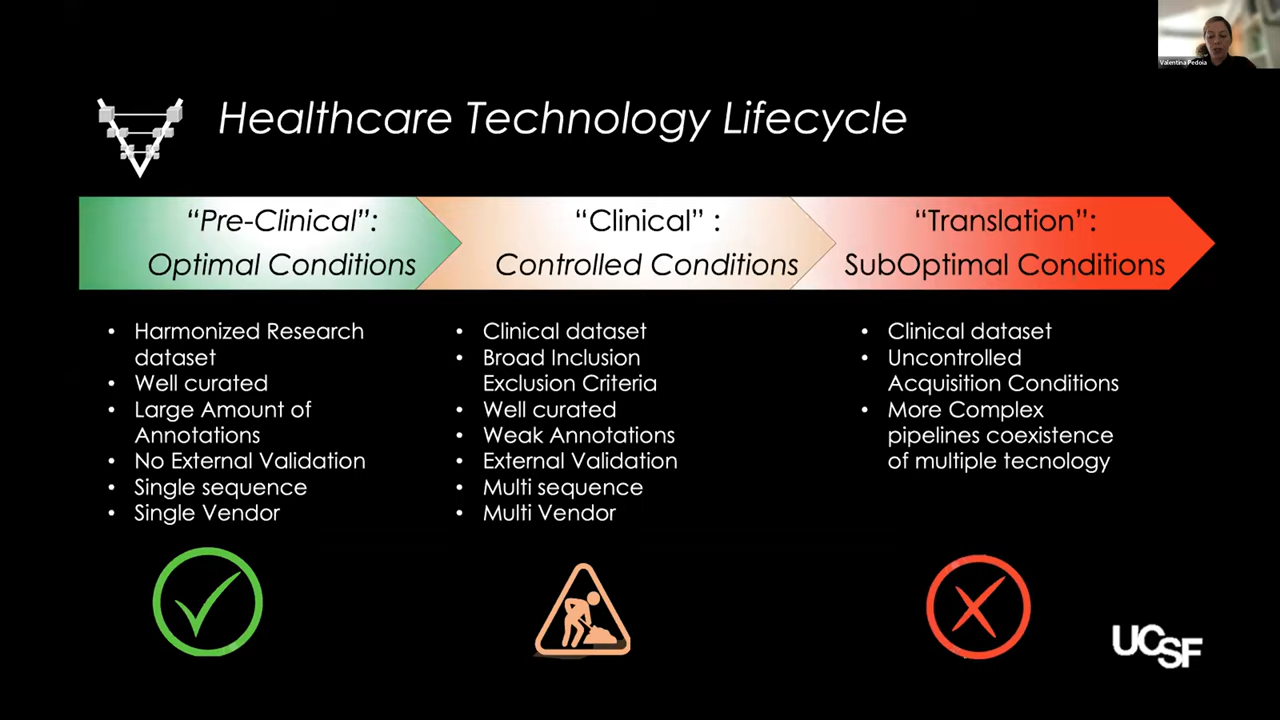 Valentina Pedoia
Healthcare Technology Lifecycle
“Pre-Clinical”:
Optimal Conditions
“Clinical” :
Controlled Conditions
“Translation”:
SubOptimal Conditions
• Harmonized Research
dataset
• Well curated
• Large Amount of
Annotations
• No External Validation
• Single sequence
• Single Vendor
• Clinical dataset
• Broad Inclusion
Exclusion Criteria
• Well curated
• Weak Annotations
• External Validation
• Multi sequence
• Multi Vendor
• Clinical dataset
• Uncontrolled
Acquisition Conditions
• More Complex
pipelines coexistence
of multiple tecnology
UCSF